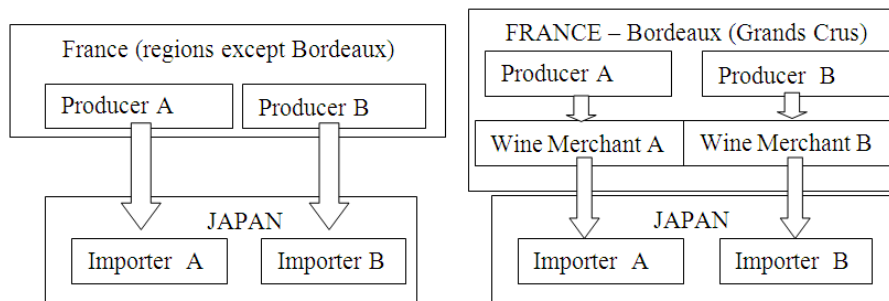 France (regions except Bordeaux)
Producer A
Producer B
JAPAN
Importer A
Importer B
FRANCE – Bordeaux (Grands Crus)
Producer A
Producer B
Wine Merchant A
Wine Merchant B
JAPAN
Importer A
Importer B